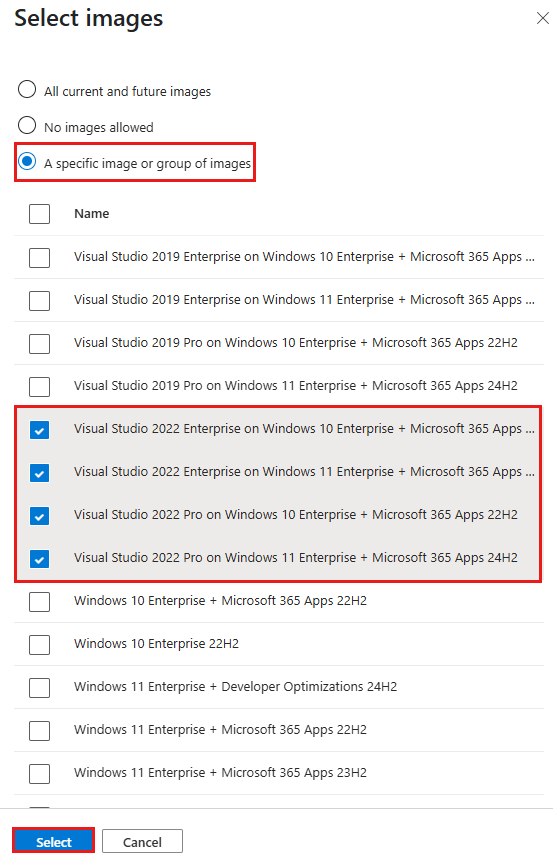 Select images
All current and future images
No images allowed
A specific image or group of images
Name
Visual Studio 2019 Enterprise on Windows 10 Enterprise + Microsoft 365 Apps ...
Visual Studio 2019 Enterprise on Windows 11 Enterprise + Microsoft 365 Apps ...
Visual Studio 2019 Pro on Windows 10 Enterprise + Microsoft 365 Apps 22H2
Visual Studio 2019 Pro on Windows 11 Enterprise + Microsoft 365 Apps 24H2
Visual Studio 2022 Enterprise on Windows 10 Enterprise + Microsoft 365 Apps ...
Visual Studio 2022 Enterprise on Windows 11 Enterprise + Microsoft 365 Apps ...
Visual Studio 2022 Pro on Windows 10 Enterprise + Microsoft 365 Apps 22H2
Visual Studio 2022 Pro on Windows 11 Enterprise + Microsoft 365 Apps 24H2
Windows 10 Enterprise + Microsoft 365 Apps 22H2
Windows 10 Enterprise 22H2
Windows 11 Enterprise + Developer Optimizations 24H2
Windows 11 Enterprise + Microsoft 365 Apps 22H2
Windows 11 Enterprise + Microsoft 365 Apps 23H2
Select
Cancel